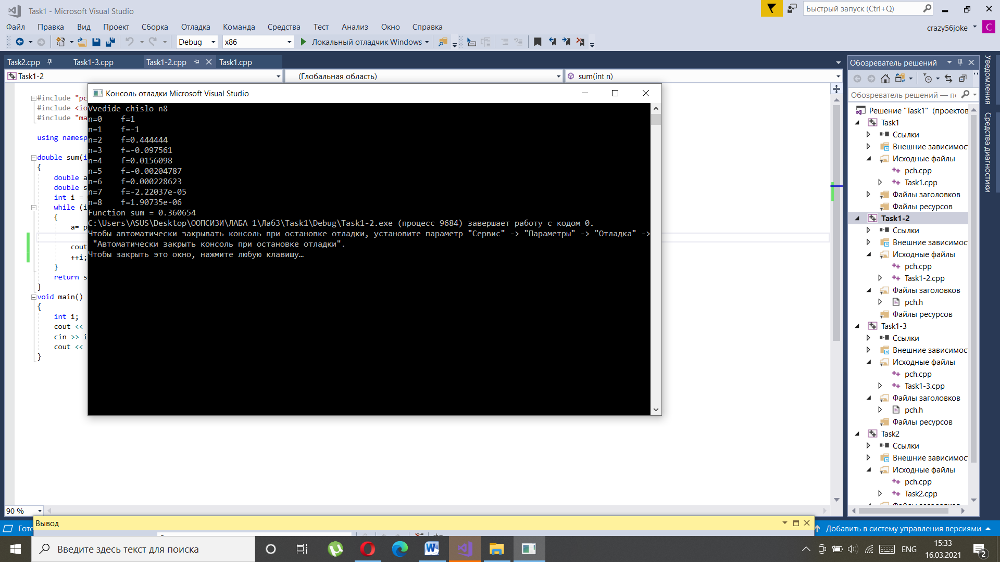 Task1 - Microsoft Visual Studio
Быстрый запуск (Ctrl+Q)
Файл Правка Вид Проект Сборка Отладка Команда Средства Тест Анализ Окно Справка
crazy56joke C
Debug x86 Локальный отладчик Windows
Task2.cpp Task1-3.cpp Task1-2.cpp Task1.cpp
Task1-2 (Глобальная область) sum(int n)
#include "pc
#include <io
#include "ma
using namesp
double sum(i
{
double a
double s
int i =
while (i
{
a= p
cout
++i;
}
return s
}
void main()
{
int i;
cout <<
cin >> i
cout <<
}
Консоль отладки Microsoft Visual Studio
Vvedide chislo n8
n=0 f=1
n=1 f=-1
n=2 f=0.444444
n=3 f=-0.097561
n=4 f=0.0156098
n=5 f=-0.00204787
n=6 f=0.000228623
n=7 f=-2.22037e-05
n=8 f=1.90735e-06
Function sum = 0.360654
C:\Users\ASUS\Desktop\ООПСИЗИ\ЛАБА 1\Лаб3\Task1\Debug\Task1-2.exe (процесс 9684) завершает работу с кодом 0.
Чтобы автоматически закрывать консоль при остановке отладки, установите параметр "Сервис" -> "Параметры" -> "Отладка" ->
"Автоматически закрыть консоль при остановке отладки".
Чтобы закрыть это окно, нажмите любую клавишу…
Обозреватель решений
Обозреватель решений — по
Решение "Task1" (проектов
Task1
Ссылки
Внешние зависимост
Исходные файлы
pch.cpp
Task1.cpp
Файлы заголовков
Файлы ресурсов
Task1-2
Ссылки
Внешние зависимост
Исходные файлы
pch.cpp
Task1-2.cpp
Файлы заголовков
pch.h
Файлы ресурсов
Task1-3
Ссылки
Внешние зависимост
Исходные файлы
pch.cpp
Task1-3.cpp
Файлы заголовков
pch.h
Файлы ресурсов
Task2
Ссылки
Внешние зависимост
Исходные файлы
pch.cpp
Task2.cpp
Уведомления
Средства диагностики
90 %
Вывод
Гото
Добавить в систему управления версиями
Введите здесь текст для поиска
ENG
15:33
16.03.2021
2